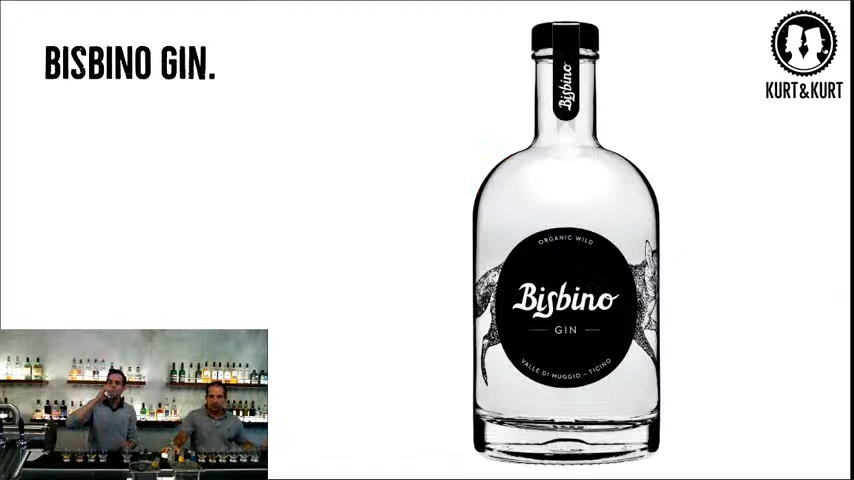 BISBINO GIN.
KURT&KURT
Bisbino
ORGANIC WILD
Bisbino
GIN
VALLE DI MUGGIO – TICINO